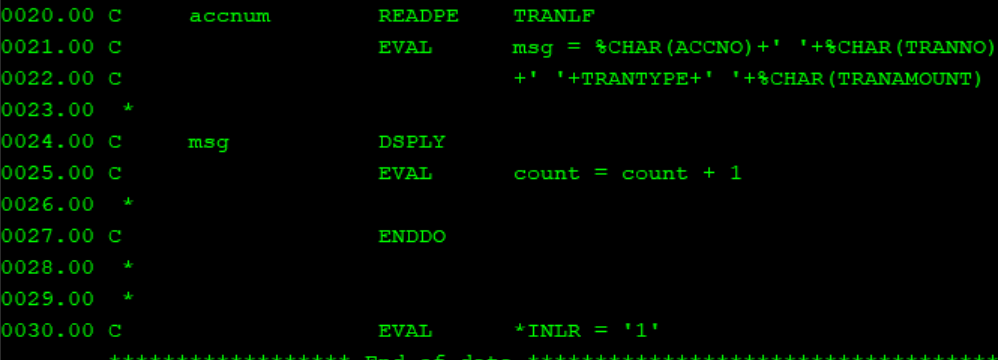 0020.00 C accnum READPE TRANLF
0021.00 C EVAL msg = %CHAR(ACCNO)+' '+%CHAR(TRANNO)
0022.00 C +' '+TRANTYPE+' '+%CHAR(TRANAMOUNT)
0023.00 *
0024.00 C msg DSPLY
0025.00 C EVAL count = count + 1
0026.00 *
0027.00 C ENDDO
0028.00 *
0029.00 *
0030.00 C EVAL *INLR = '1'
****************** End of data ***********************************